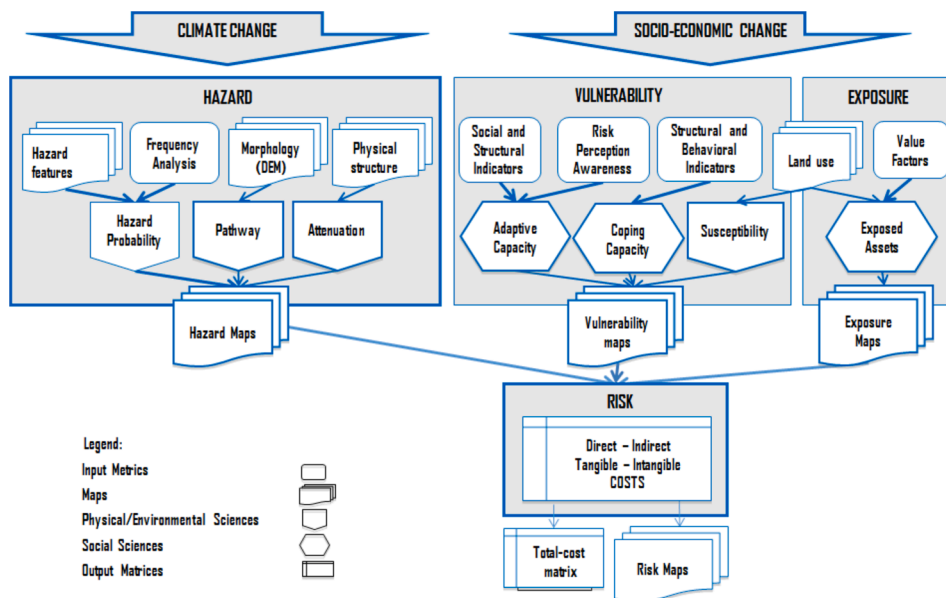 CLIMATE CHANGE
SOCIO-ECONOMIC CHANGE
HAZARD
Hazard
features
Frequency
Analysis
Morphology
(DEM)
Physical
structure
Hazard
Probability
Pathway
Attenuation
Hazard Maps
VULNERABILITY
Social and
Structural
Indicators
Risk
Perception
Awareness
Structural and
Behavioral
Indicators
Land use
Adaptive
Capacity
Coping
Capacity
Susceptibility
Vulnerability
maps
EXPOSURE
Value
Factors
Exposed
Assets
Exposure
Maps
RISK
Direct – Indirect
Tangible – Intangible
COSTS
Total-cost
matrix
Risk Maps
Legend:
Input Metrics
Maps
Physical/Environmental Sciences
Social Sciences
Output Matrices